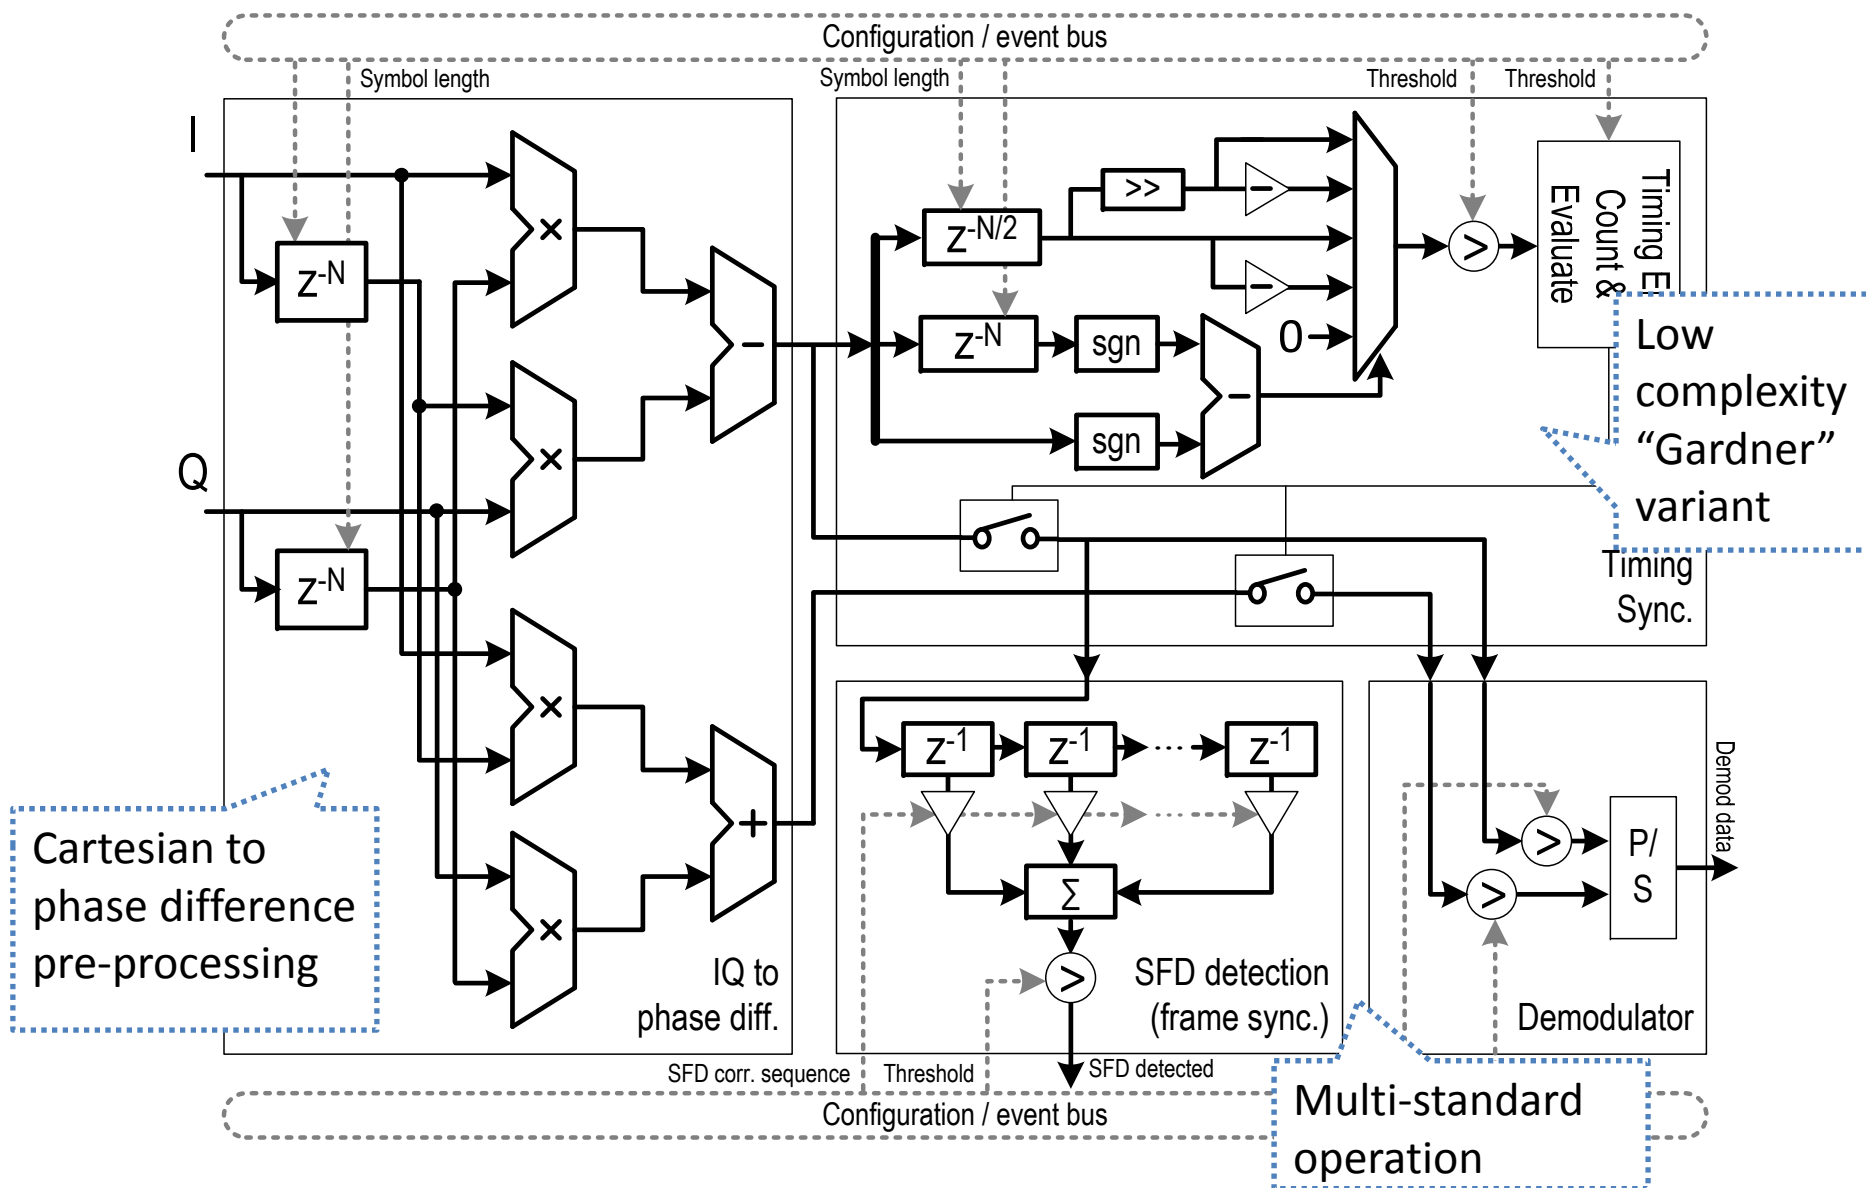 Configuration / event bus
Symbol length
Symbol length
Threshold
Threshold
I
Q
z-N
z-N
×
×
×
×
−
+
z-N/2
z-N
>>
−
−
sgn
sgn
−
0
>
Timing E
Count &
Evaluate
Low
complexity
“Gardner”
variant
Timing
Sync.
z-1
z-1
...
z-1
...
Σ
>
SFD detection
(frame sync.)
>
>
P/
S
Demod data
Demodulator
Cartesian to
phase difference
pre-processing
IQ to
phase diff.
SFD corr. sequence
Threshold
SFD detected
Configuration / event bus
Multi-standard
operation